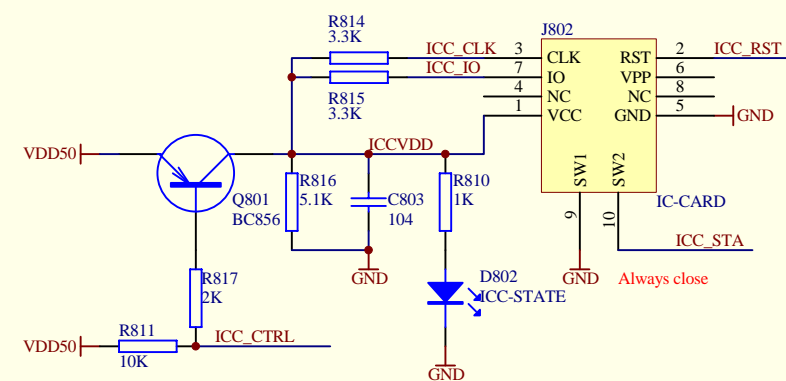 J802
R814
3.3K
ICC_CLK
3
CLK
RST
2
ICC_RST
ICC_IO
7
IO
VPP
6
R815
3.3K
4
NC
NC
8
1
VCC
GND
5
GND
VDD50
ICCVDD
SW1
SW2
Q801
BC856
R816
5.1K
C803
104
R810
1K
9
10
IC-CARD
ICC_STA
GND
GND
Always close
R817
2K
D802
ICC-STATE
VDD50
R811
10K
ICC_CTRL
GND